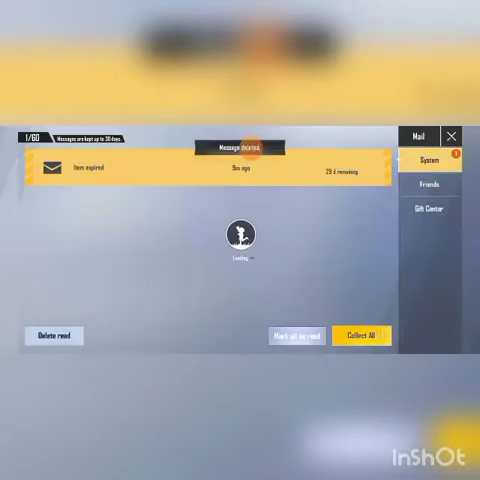 1/60 Messages are kept up to 30 days.
Mail
Message deleted.
System
Item expired
9m ago
29 d remaining
Friends
Gift Center
Loading
Delete read
Mark all as read
Collect All
InShOt